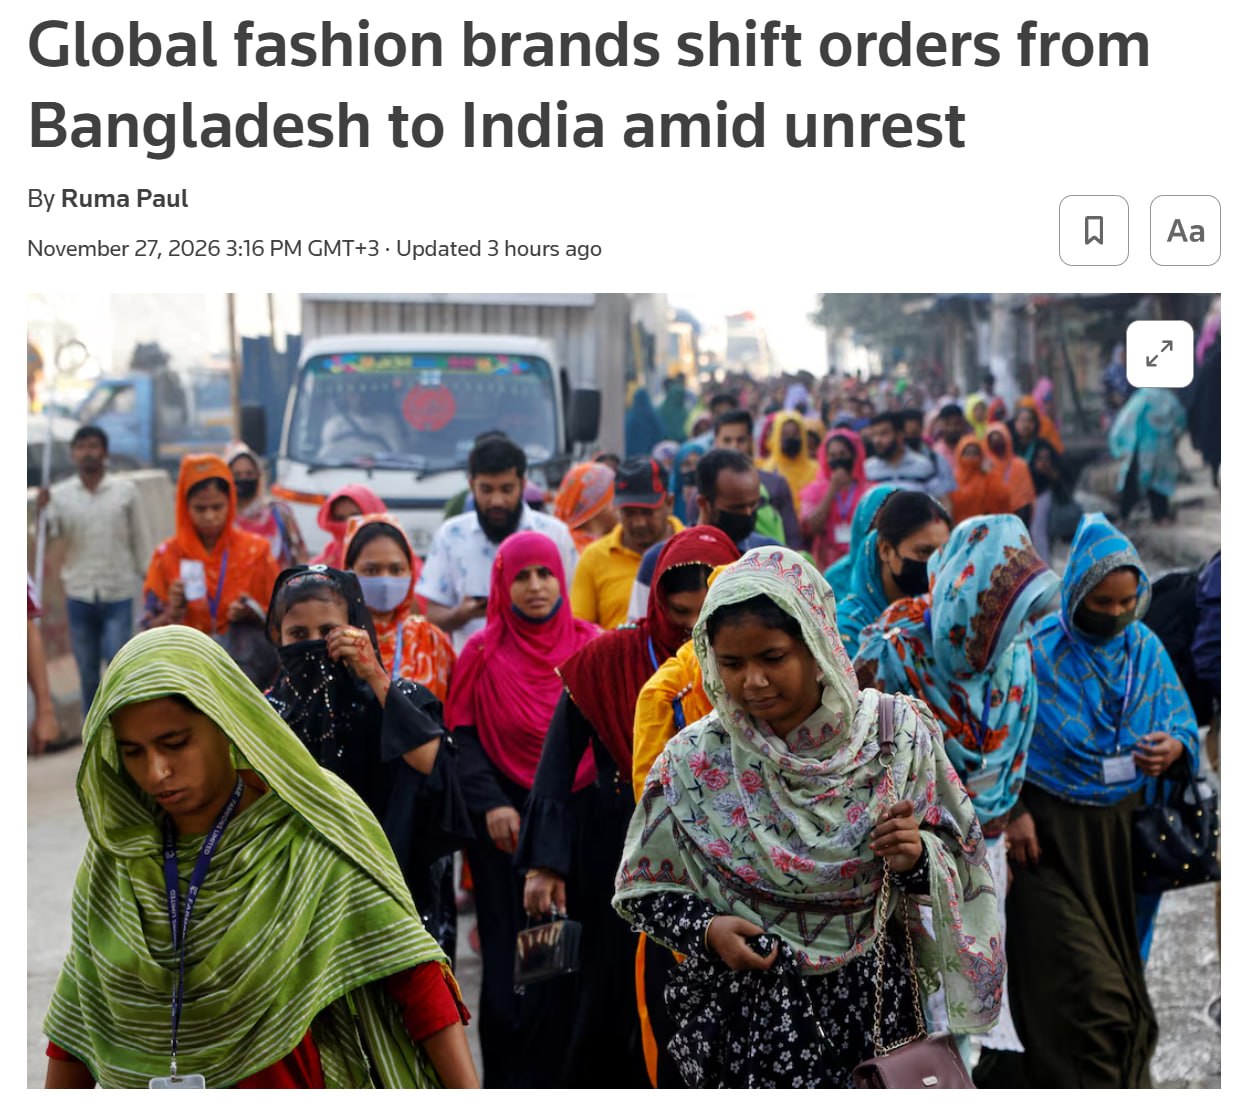 Global fashion brands shift orders from
Bangladesh to India amid unrest
By Ruma Paul
November 27, 2026 3:16 PM GMT+3 · Updated 3 hours ago
Aa
LIMITED